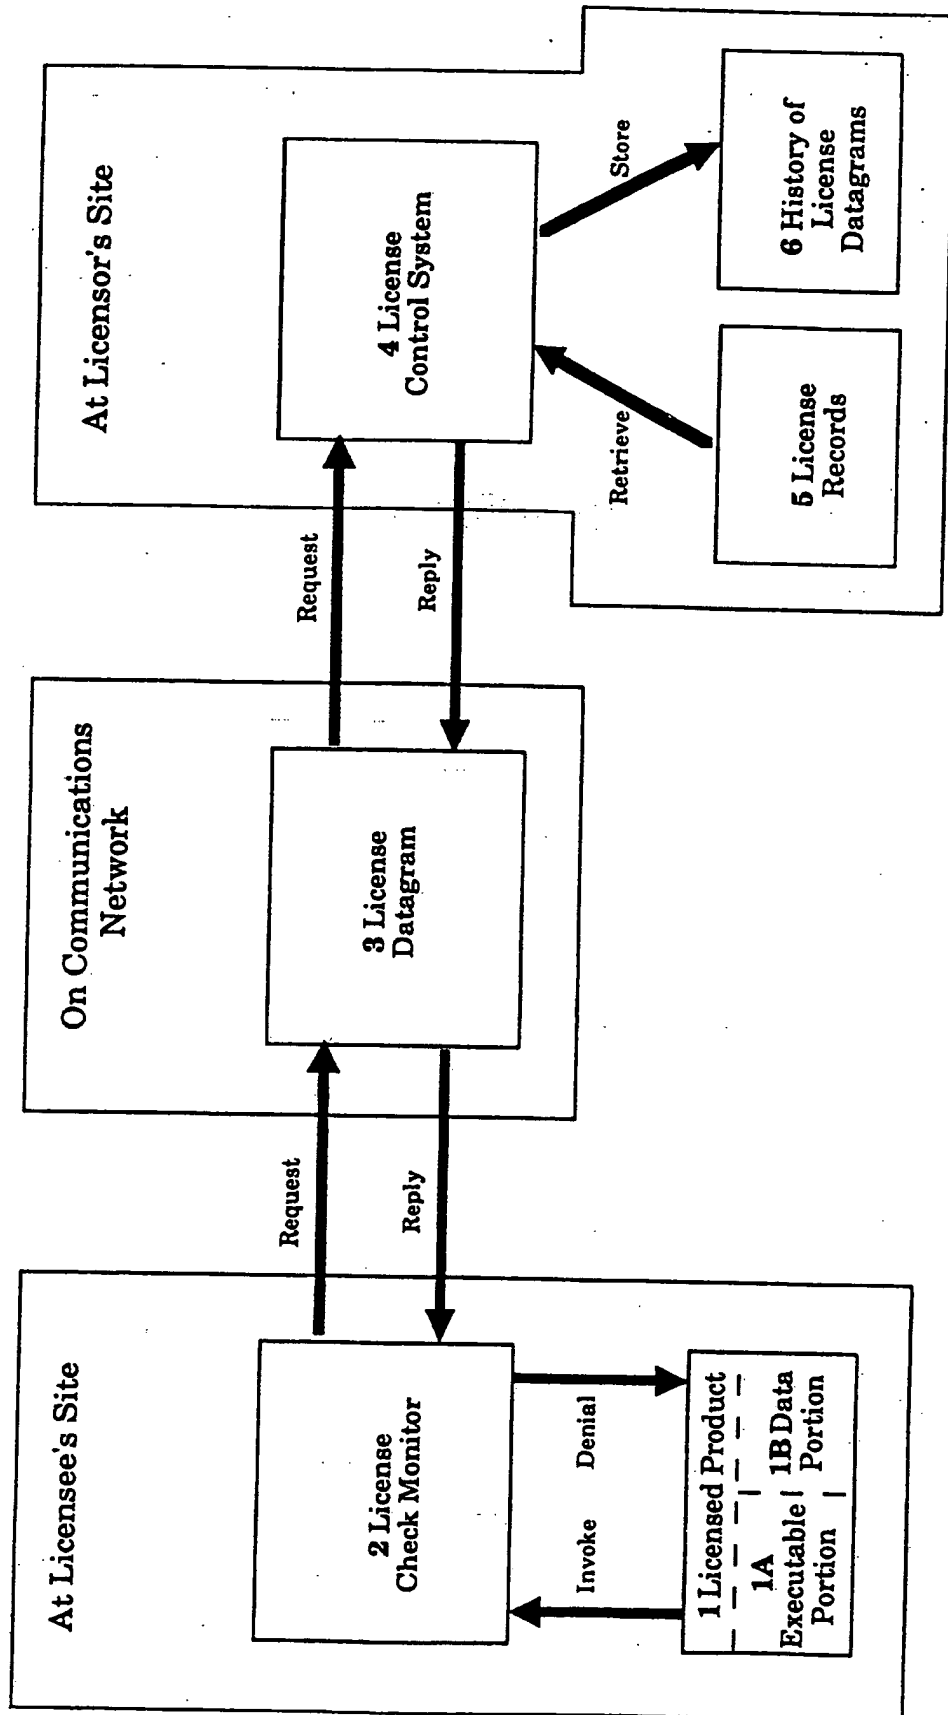 At Licensee's Site
2 License
Check Monitor
Invoke
Denial
1 Licensed Product
1A
Executable
Portion
1B Data
Portion
Request
Reply
On Communications
Network
3 License
Datagram
Request
Reply
At Licensor's Site
4 License
Control System
Retrieve
Store
5 License
Records
6 History of
License
Datagrams